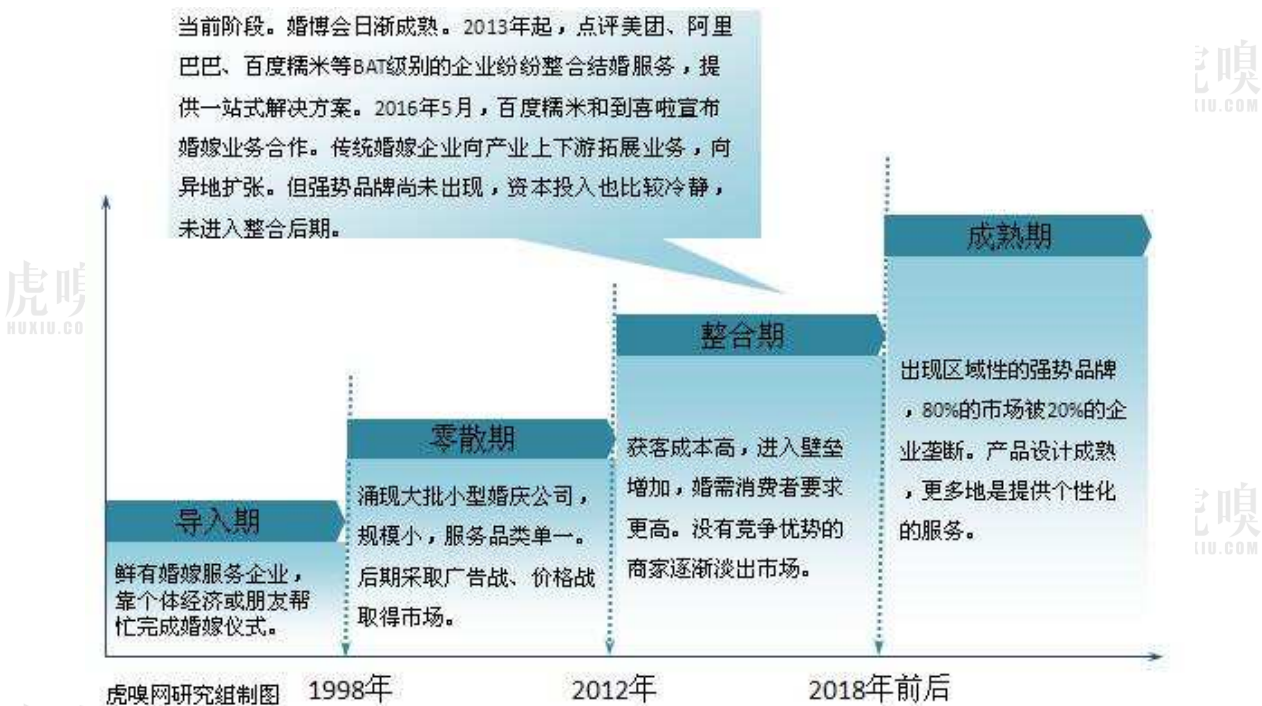 当前阶段。婚博会日渐成熟。2013年起，点评美团、阿里
巴巴、百度糯米等BAT级别的企业纷纷整合结婚服务，提
供一站式解决方案。2016年5月，百度糯米和到喜啦宣布
婚嫁业务合作。传统婚嫁企业向产业上下游拓展业务，向
异地扩张。但强势品牌尚未出现，资本投入也比较冷静，
未进入整合后期。
成熟期
出现区域性的强势品牌
，80%的市场被20%的企
业垄断。产品设计成熟
，更多地是提供个性化
的服务。
整合期
获客成本高，进入壁垒
增加，婚需消费者要求
更高。没有竞争优势的
商家逐渐淡出市场。
零散期
涌现大批小型婚庆公司，
规模小，服务品类单一。
后期采取广告战、价格战
取得市场。
导入期
鲜有婚嫁服务企业，
靠个体经济或朋友帮
忙完成婚嫁仪式。
虎嗅网研究组制图
1998年
2012年
2018年前后
虎嗅
HUXIU.CO
嗅
IU.COM
嗅
IU.COM